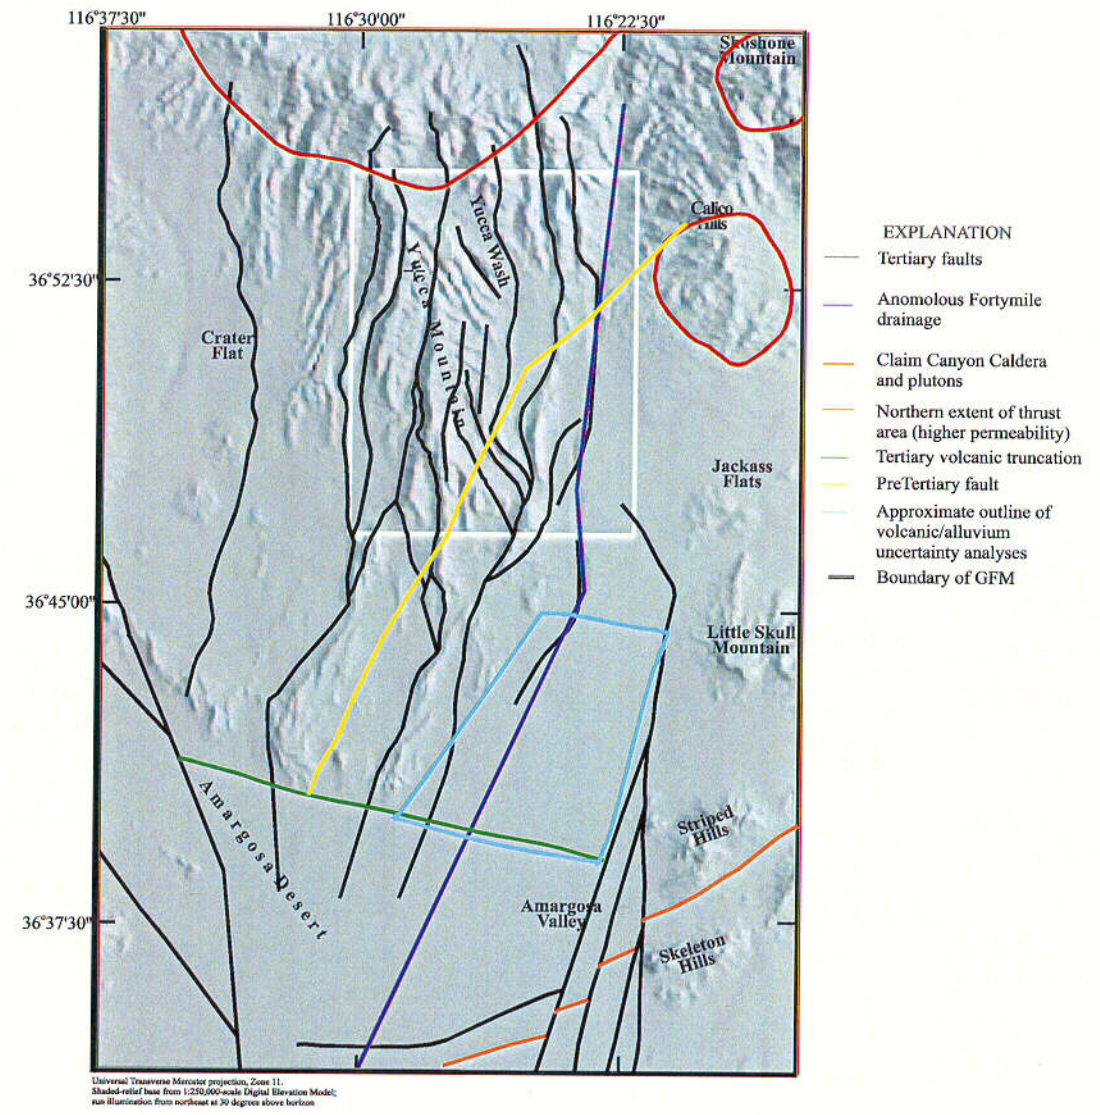 116°37'30"
116°30'00"
116°22'30"
Shoshone
Mountain
Calico
Hills
Yucca Wash
Yucca Mountain
36°52'30"
Crater
Flat
Jackass
Flats
36°45'00"
Little Skull
Mountain
Amargosa Desert
Striped
Hills
Amargosa
Valley
36°37'30"
Skeleton
Hills
EXPLANATION
Tertiary faults
Anomolous Fortymile
drainage
Claim Canyon Caldera
and plutons
Northern extent of thrust
area (higher permeability)
Tertiary volcanic truncation
PreTertiary fault
Approximate outline of
volcanic/alluvium
uncertainty analyses
Boundary of GFM
Universal Transverse Mercator projection, Zone 11.
Shaded-relief base from 1:250,000-scale Digital Elevation Model;
sun illumination from northeast at 30 degrees above horizon